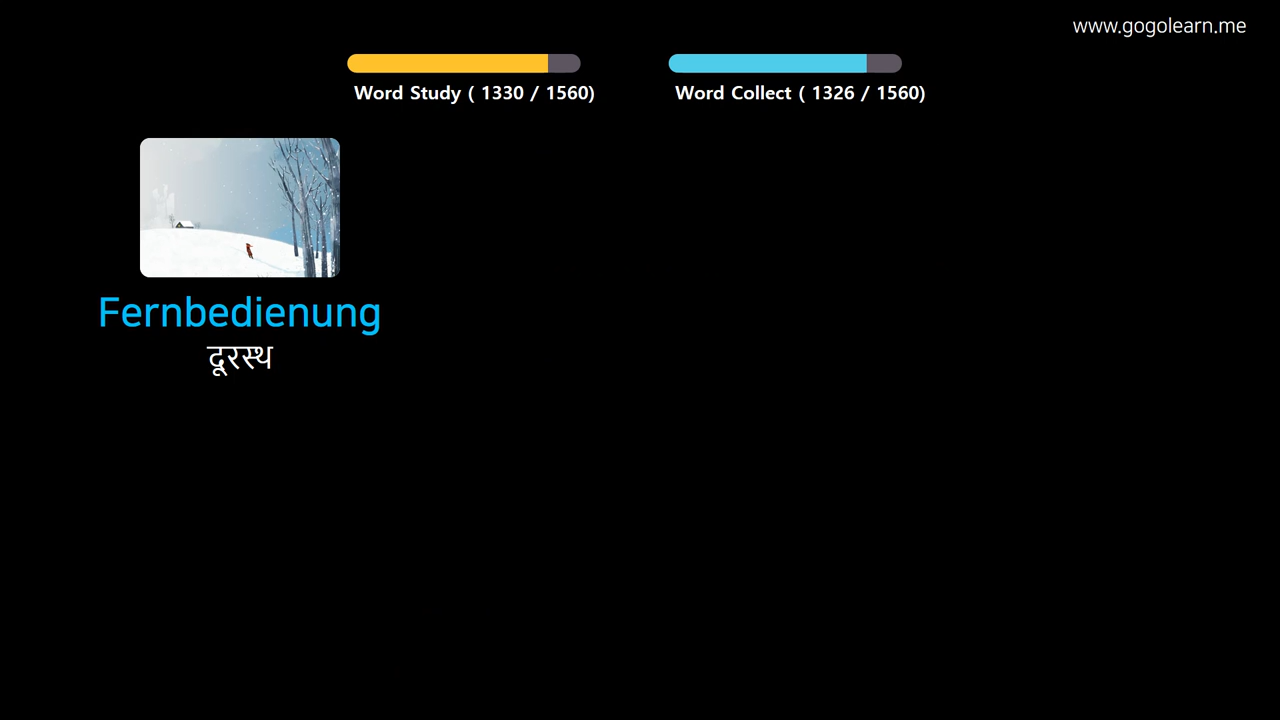 www.gogolearn.me
Word Study ( 1330 / 1560)
Word Collect ( 1326 / 1560)
Fernbedienung
दूरस्थ